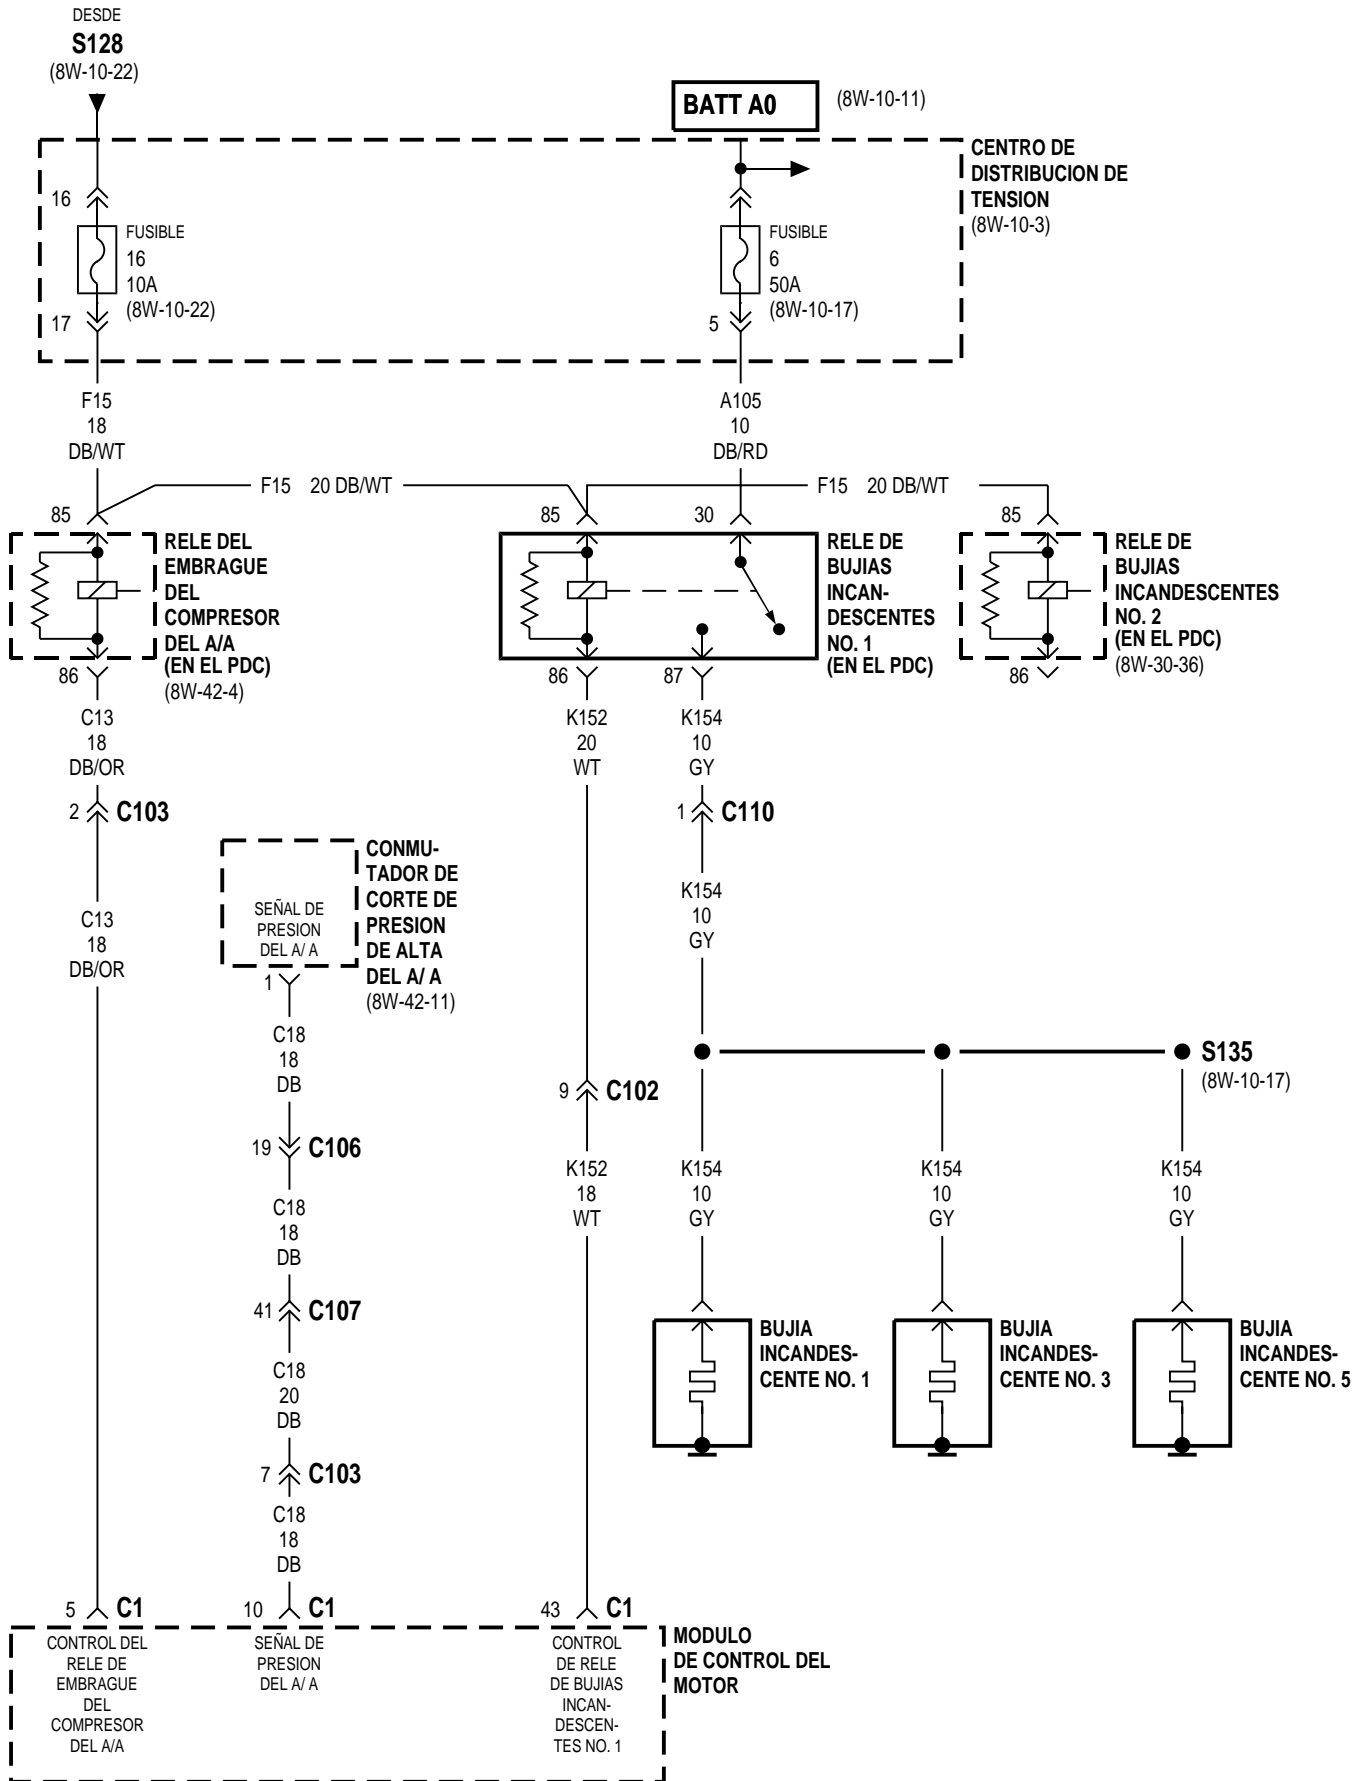 DESDE
S128
(8W-10-22)
BATT A0
(8W-10-11)
CENTRO DE
DISTRIBUCION DE
TENSION
(8W-10-3)
16
FUSIBLE
16
10A
(8W-10-22)
17
FUSIBLE
6
50A
(8W-10-17)
5
F15
18
DB/WT
A105
10
DB/RD
F15 20 DB/WT
F15 20 DB/WT
85
RELE DEL
EMBRAGUE
DEL
COMPRESOR
DEL A/A
(EN EL PDC)
(8W-42-4)
86
85
30
RELE DE
BUJIAS
INCAN-
DESCENTES
NO. 1
(EN EL PDC)
86
87
85
RELE DE
BUJIAS
INCANDESCENTES
NO. 2
(EN EL PDC)
(8W-30-36)
86
C13
18
DB/OR
K152
20
WT
K154
10
GY
2
C103
1
C110
C13
18
DB/OR
CONMU-
TADOR DE
CORTE DE
PRESION
DE ALTA
DEL A/ A
(8W-42-11)
SEÑAL DE
PRESION
DEL A/ A
1
K154
10
GY
C18
18
DB
S135
(8W-10-17)
9
C102
19
C106
K152
18
WT
K154
10
GY
K154
10
GY
K154
10
GY
C18
18
DB
41
C107
BUJIA
INCANDES-
CENTE NO. 1
BUJIA
INCANDES-
CENTE NO. 3
BUJIA
INCANDES-
CENTE NO. 5
C18
20
DB
7
C103
C18
18
DB
5
C1
10
C1
43
C1
CONTROL DEL
RELE DE
EMBRAGUE
DEL
COMPRESOR
DEL A/A
SEÑAL DE
PRESION
DEL A/ A
CONTROL
DE RELE
DE BUJIAS
INCAN-
DESCEN-
TES NO. 1
MODULO
DE CONTROL DEL
MOTOR